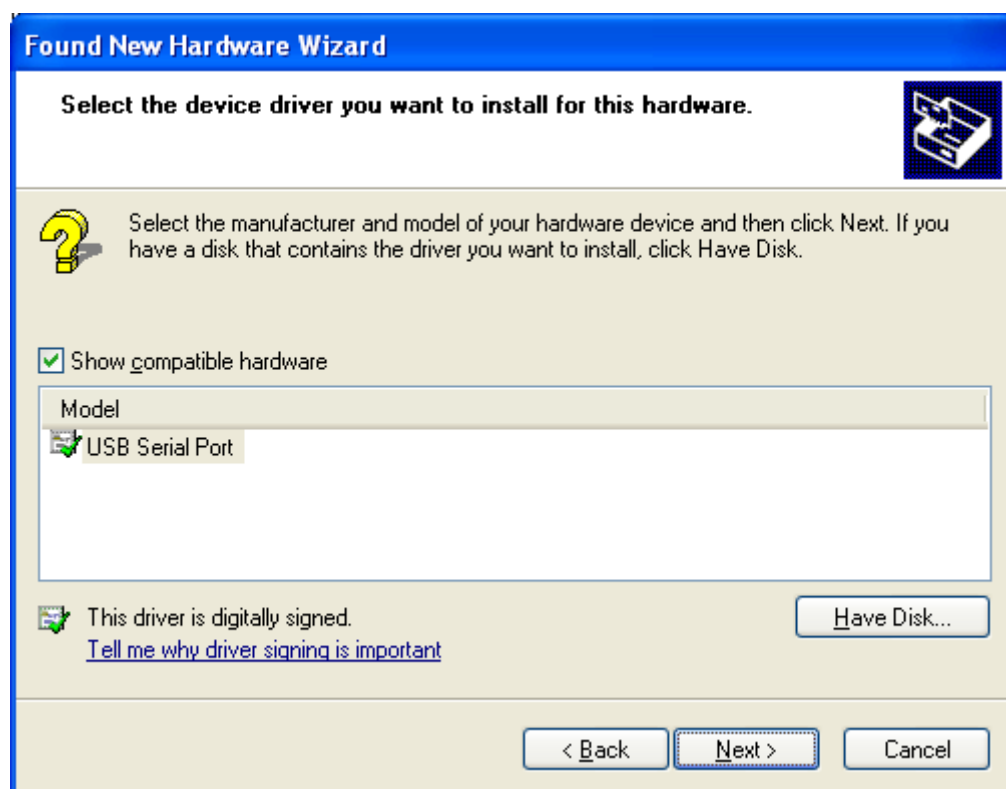 Found New Hardware Wizard
Select the device driver you want to install for this hardware.
Select the manufacturer and model of your hardware device and then click Next. If you
have a disk that contains the driver you want to install, click Have Disk.
Show compatible hardware
Model
USB Serial Port
This driver is digitally signed.
Have Disk...
Tell me why driver signing is important
< Back
Next >
Cancel